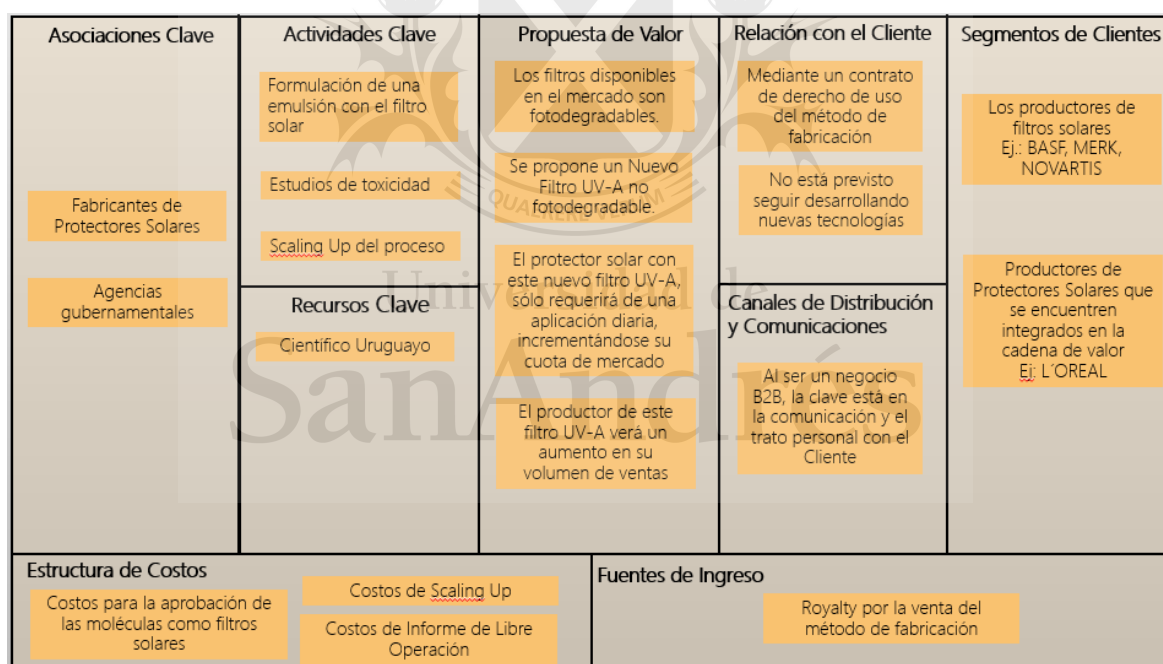 Asociaciones Clave
Fabricantes de
Protectores Solares
Agencias
gubernamentales
Actividades Clave
Formulación de una
emulsión con el filtro
solar
Estudios de toxicidad
Scaling Up del proceso
Recursos Clave
Científico Uruguayo
Propuesta de Valor
Los filtros disponibles
en el mercado son
fotodegradables.
Se propone un Nuevo
Filtro UV-A no
fotodegradable.
El protector solar con
este nuevo filtro UV-A,
sólo requerirá de una
aplicación diaria,
incrementándose su
cuota de mercado
El productor de este
filtro UV-A verá un
aumento en su
volumen de ventas
Relación con el Cliente
Mediante un contrato
de derecho de uso
del método de
fabricación
No está previsto
seguir desarrollando
nuevas tecnologías
Canales de Distribución
y Comunicaciones
Al ser un negocio
B2B, la clave está en
la comunicación y el
trato personal con el
Cliente
Segmentos de Clientes
Los productores de
filtros solares
Ej.: BASF, MERK,
NOVARTIS
Productores de
Protectores Solares que
se encuentren
integrados en la
cadena de valor
Ej: L´OREAL
Estructura de Costos
Costos para la aprobación de
las moléculas como filtros
solares
Costos de Scaling Up
Costos de Informe de Libre
Operación
Fuentes de Ingreso
Royalty por la venta del
método de fabricación
QUAERERE VERUM
Universidad de
SanAndrés